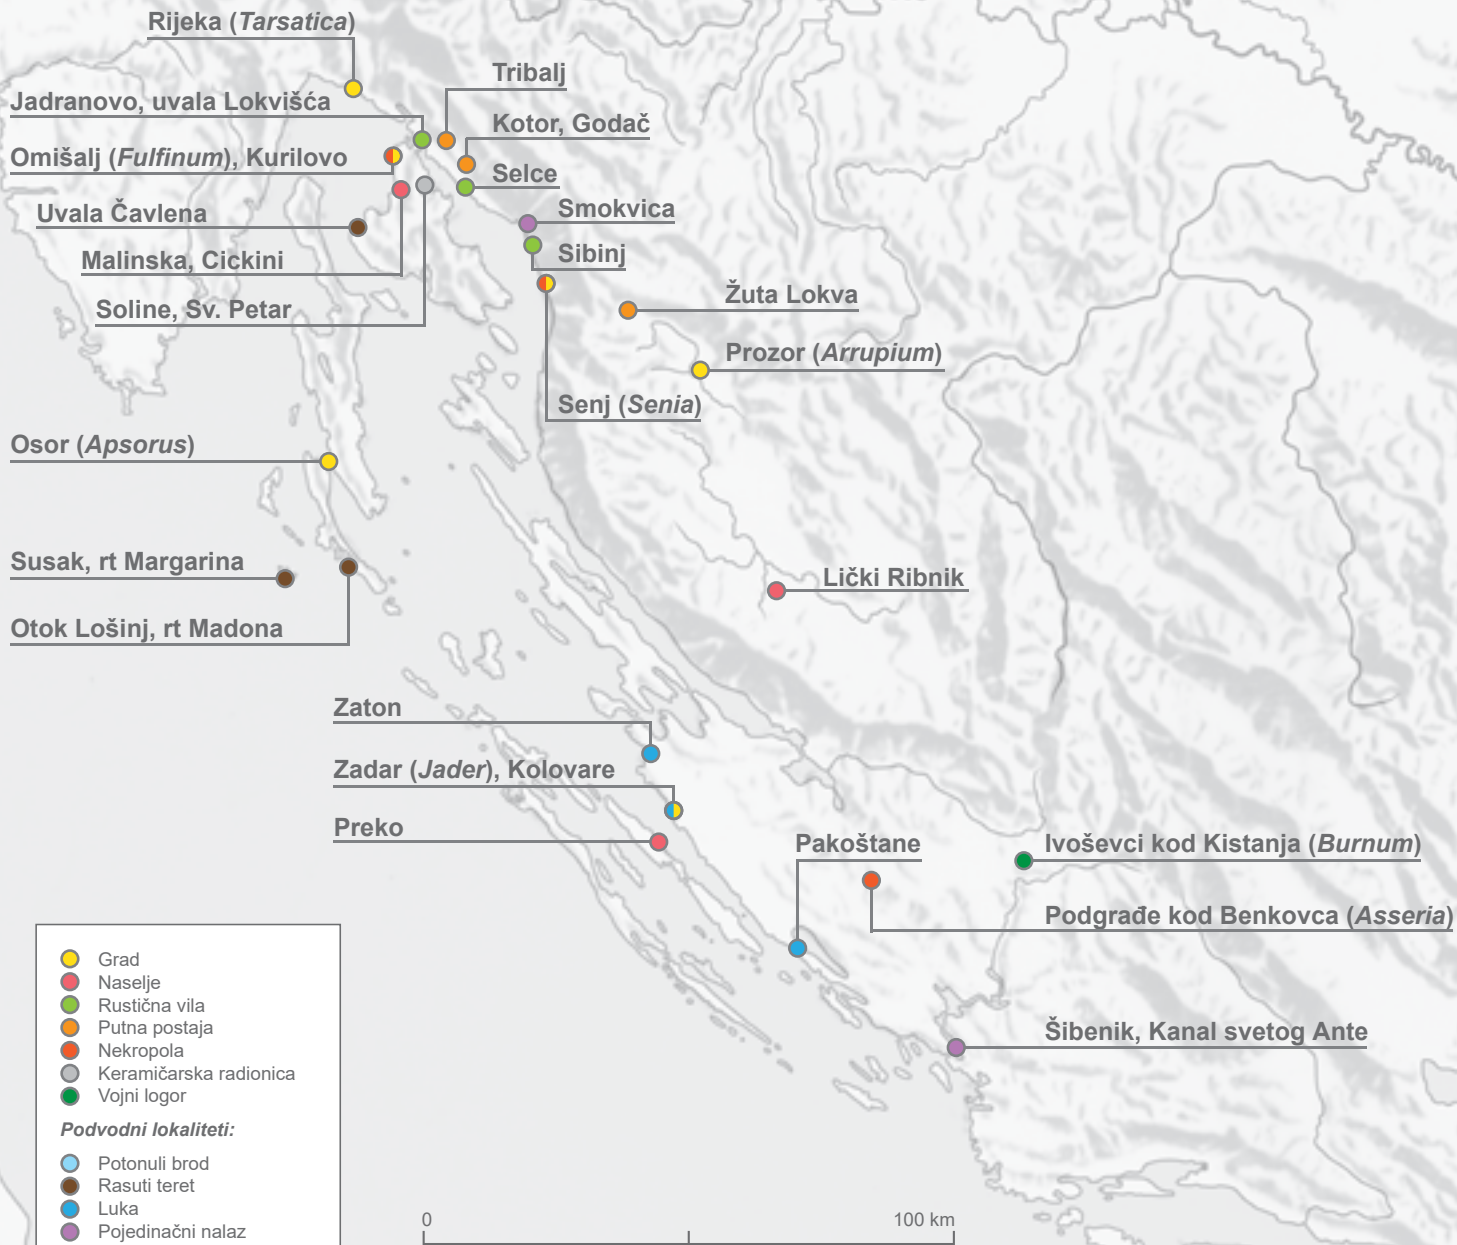 Rijeka (Tarsatica)
Tribalj
Jadranovo, uvala Lokvišća
Kotor, Godač
Omišalj (Fulfinum), Kurilovo
Selce
Uvala Čavlena
Smokvica
Sibinj
Malinska, Cickini
Žuta Lokva
Soline, Sv. Petar
Prozor (Arrupium)
Senj (Senia)
Osor (Apsorus)
Susak, rt Margarina
Lički Ribnik
Otok Lošinj, rt Madona
Zaton
Zadar (Jader), Kolovare
Preko
Pakoštane
Ivoševci kod Kistanja (Burnum)
Podgrađe kod Benkovca (Asseria)
Šibenik, Kanal svetog Ante
Grad
Naselje
Rustična vila
Putna postaja
Nekropola
Keramičarska radionica
Vojni logor
Podvodni lokaliteti:
Potonuli brod
Rasuti teret
Luka
Pojedinačni nalaz
0
100 km